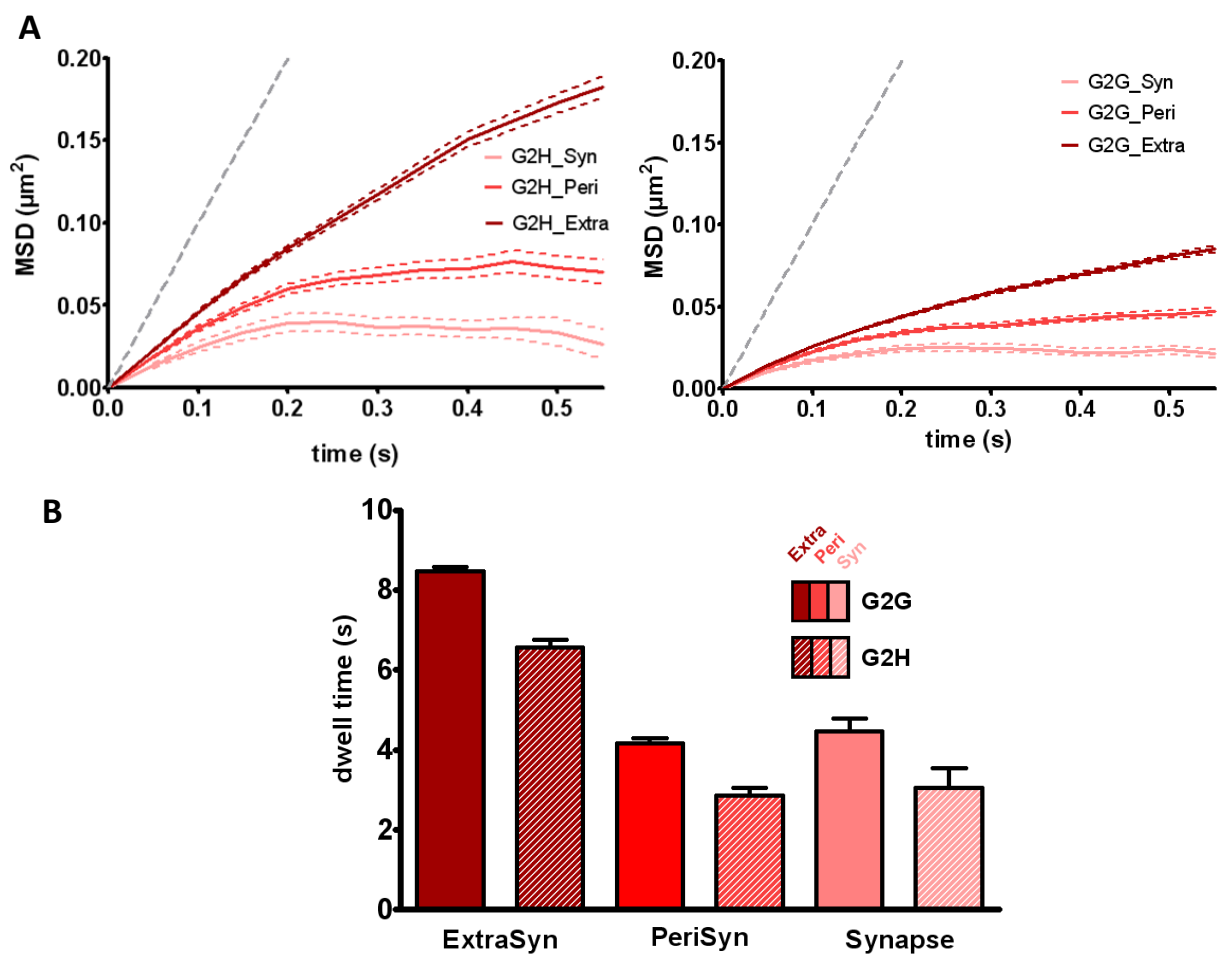 A
MSD (µm²)
0.20
0.15
0.10
0.05
0.00
0.0 0.1 0.2 0.3 0.4 0.5
time (s)
G2H_Syn
G2H_Peri
G2H_Extra
MSD (µm²)
0.20
0.15
0.10
0.05
0.00
0.0 0.1 0.2 0.3 0.4 0.5
time (s)
G2G_Syn
G2G_Peri
G2G_Extra
B
dwell time (s)
10
8
6
4
2
0
ExtraSyn PeriSyn Synapse
Extra Peri Syn
G2G
G2H